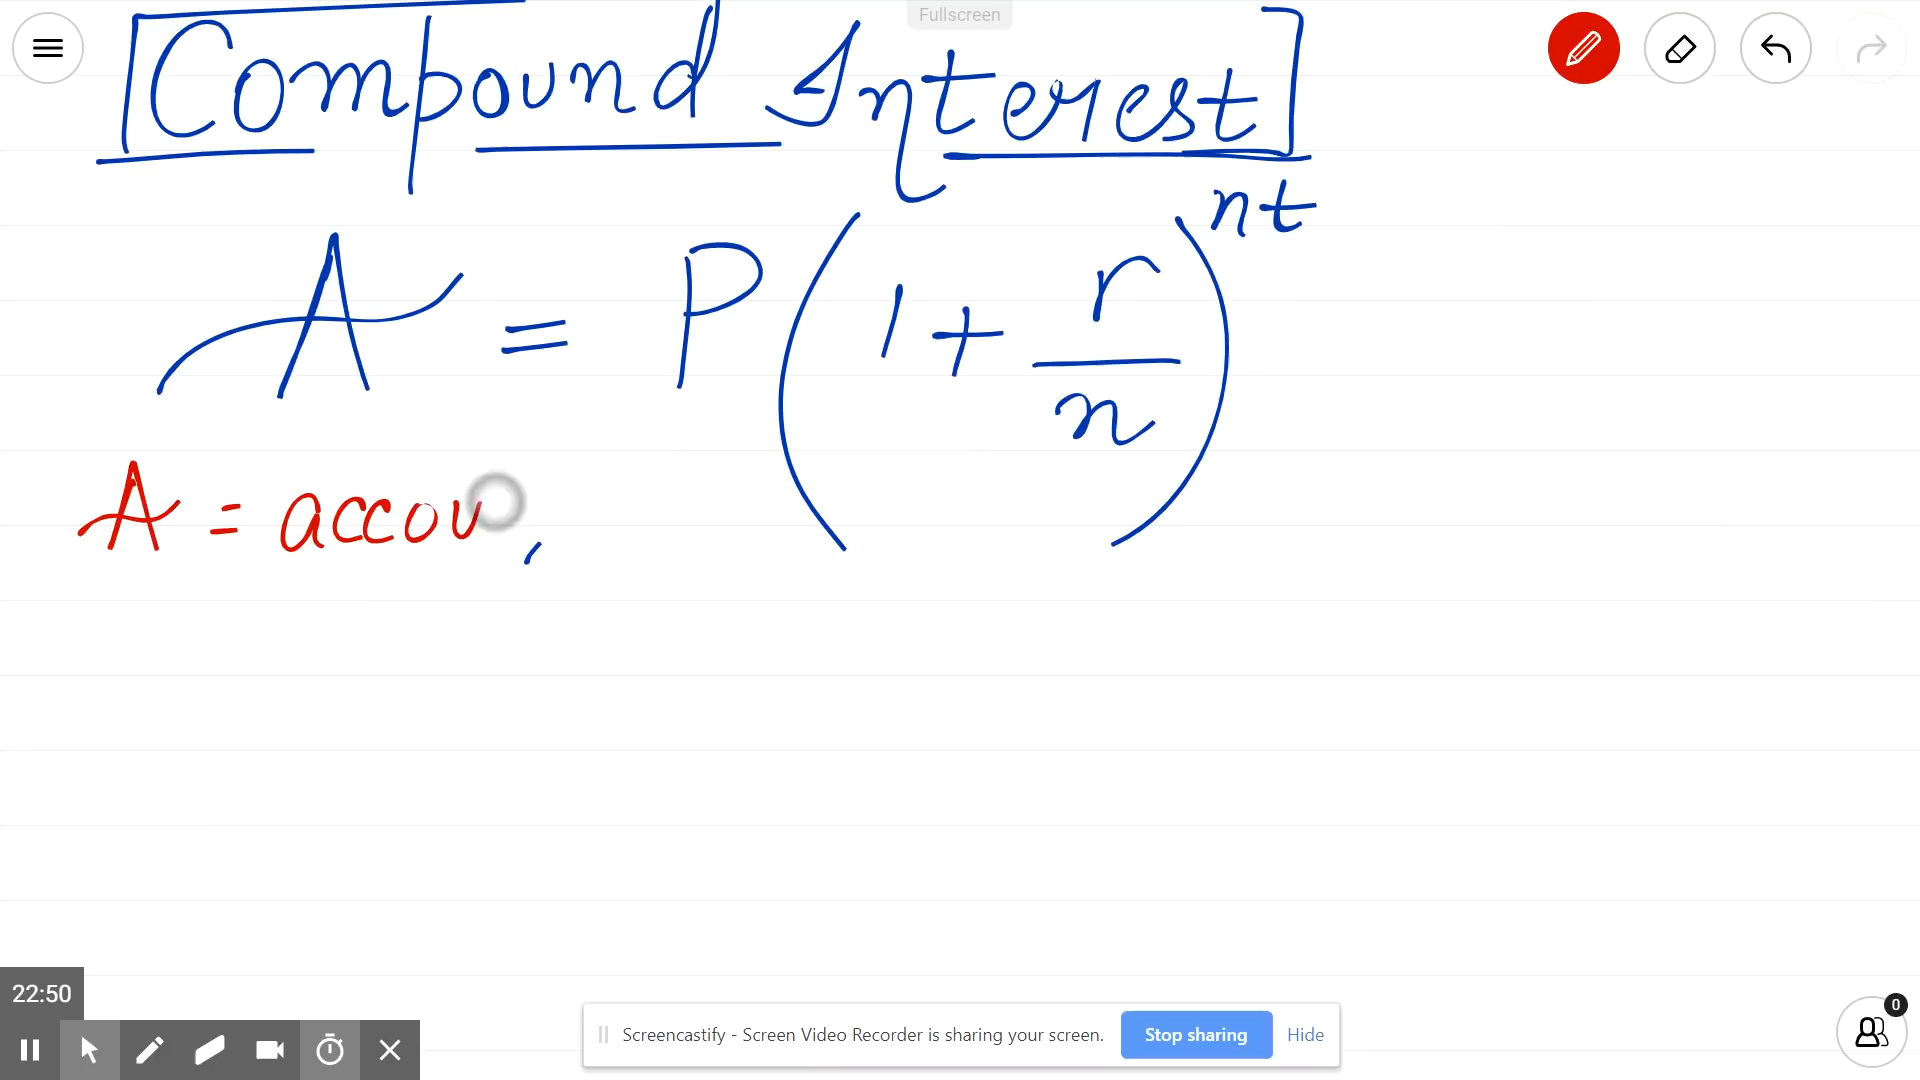 Fullscreen
[Compound Interest]
A = P(1 + r/n)^nt
A = accou
22:50
Screencastify - Screen Video Recorder is sharing your screen. Stop sharing Hide
0